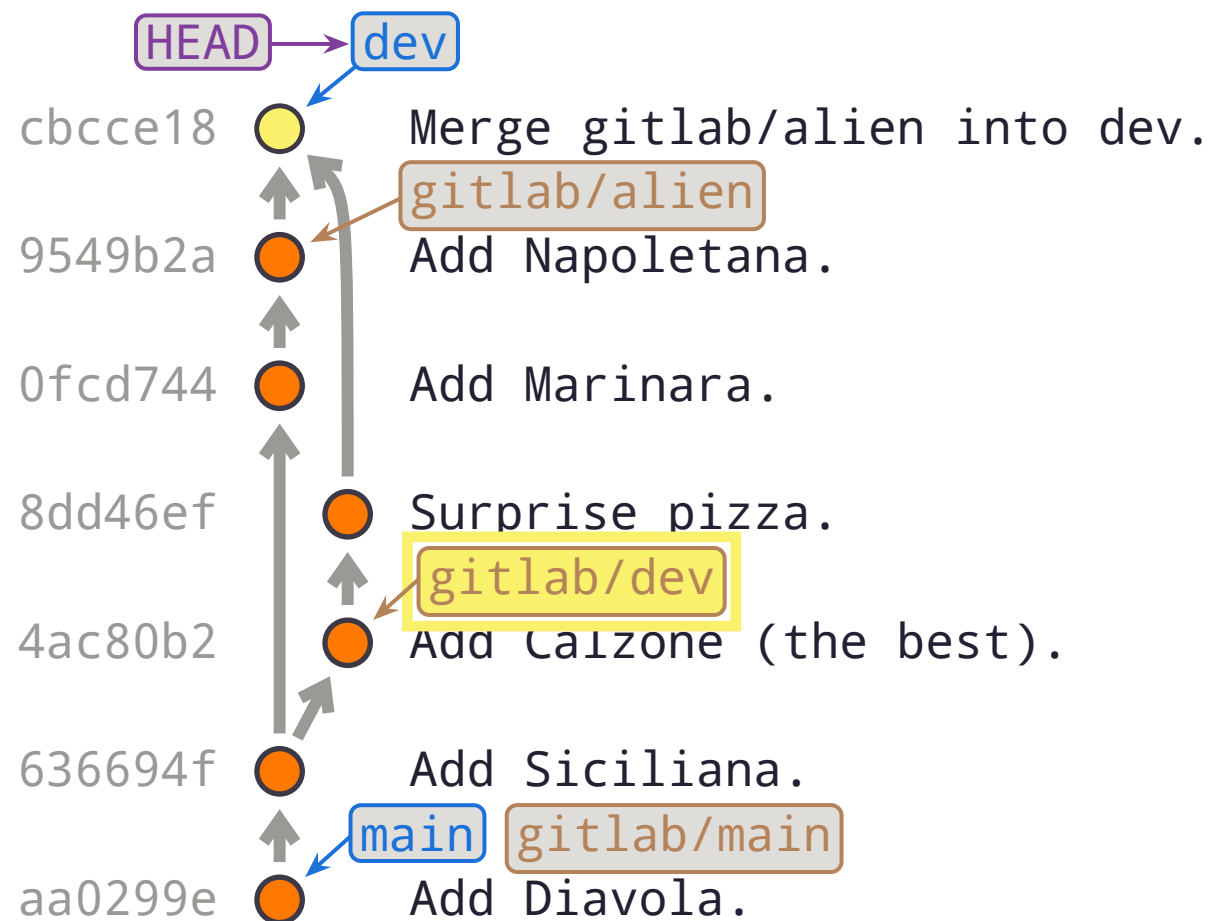 HEAD dev
cbcce18 Merge gitlab/alien into dev.
gitlab/alien
9549b2a Add Napoletana.
0fcd744 Add Marinara.
8dd46ef Surprise pizza.
gitlab/dev
4ac80b2 Add Calzone (the best).
636694f Add Siciliana.
main gitlab/main
aa0299e Add Diavola.